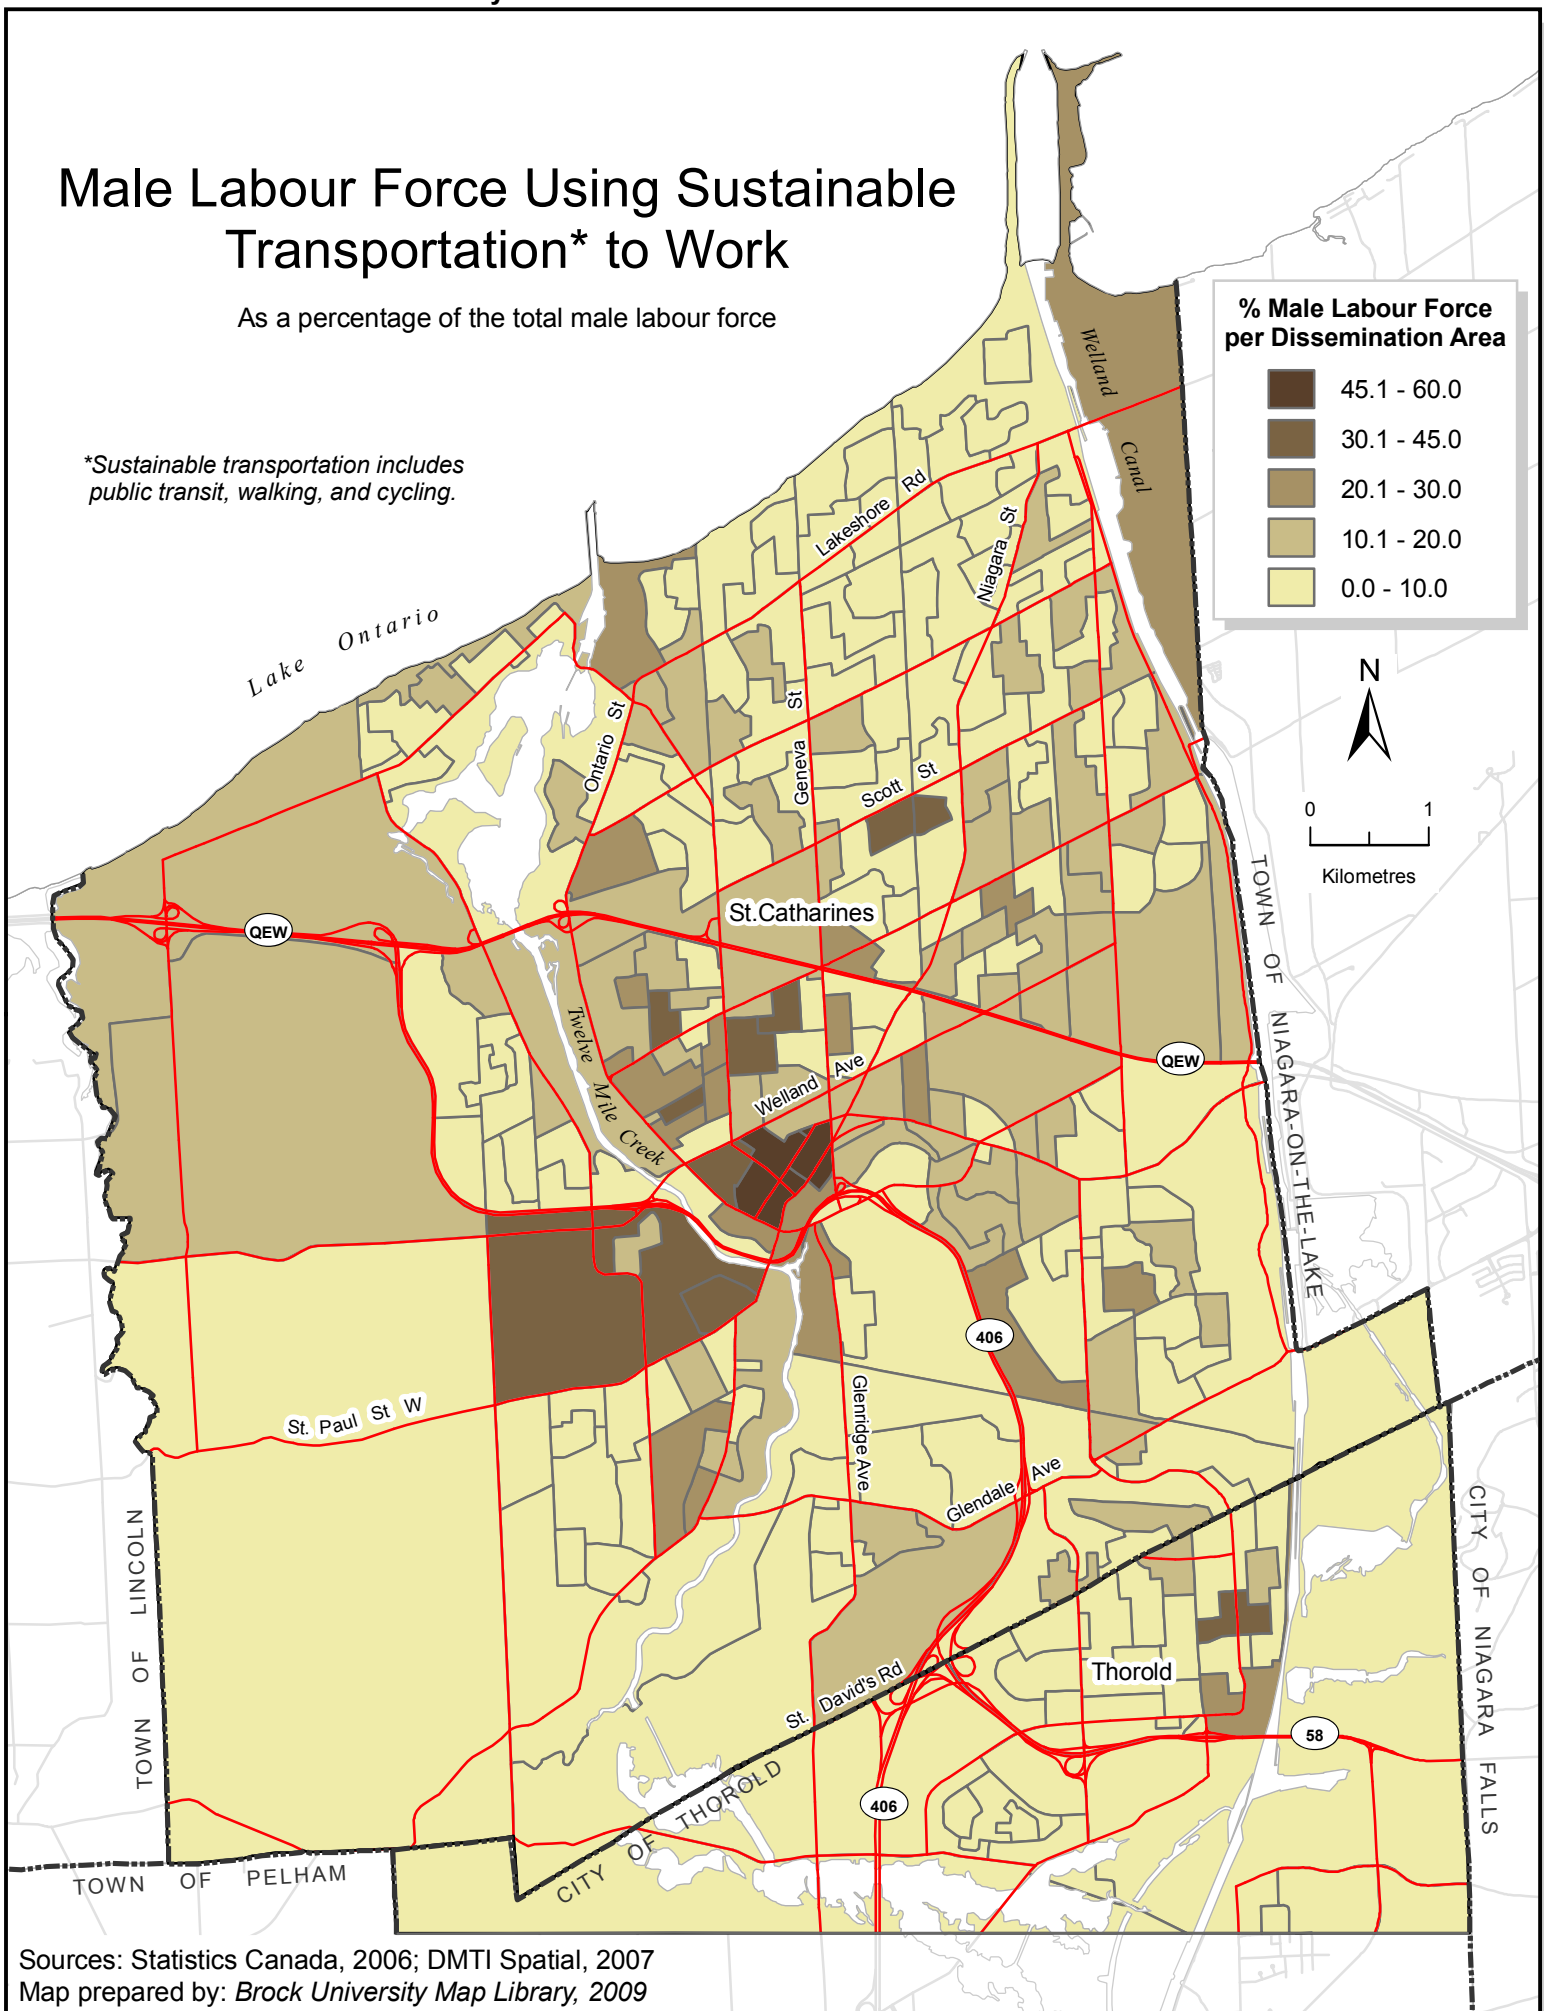 Male Labour Force Using Sustainable
Transportation* to Work
As a percentage of the total male labour force
*Sustainable transportation includes
public transit, walking, and cycling.
% Male Labour Force
per Dissemination Area
45.1 - 60.0
30.1 - 45.0
20.1 - 30.0
10.1 - 20.0
0.0 - 10.0
N
0 1
Kilometres
Lake Ontario
Welland Canal
Lakeshore Rd
Niagara St
Ontario St
Geneva St
Scott St
St.Catharines
QEW
QEW
Twelve Mile Creek
Welland Ave
TOWN OF NIAGARA-ON-THE-LAKE
406
St. Paul St W
Glenridge Ave
Glendale Ave
TOWN OF LINCOLN
CITY OF NIAGARA FALLS
Thorold
St. David's Rd
58
406
CITY OF THOROLD
TOWN OF PELHAM
Sources: Statistics Canada, 2006; DMTI Spatial, 2007
Map prepared by: Brock University Map Library, 2009